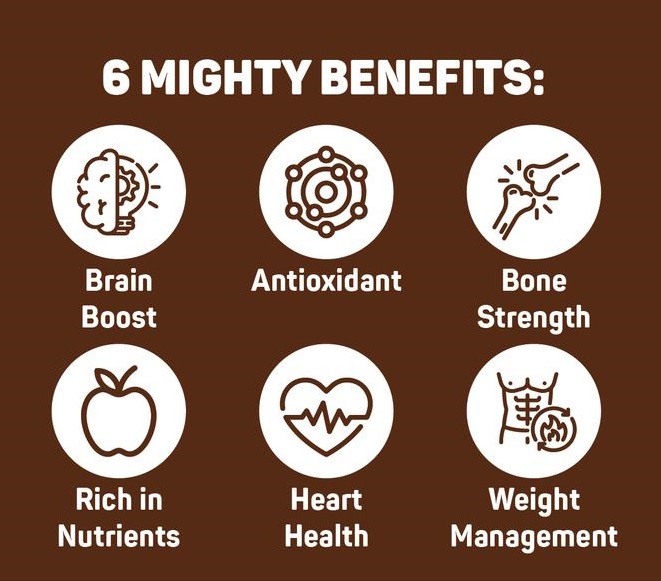 6 MIGHTY BENEFITS:
Brain
Boost
Antioxidant
Bone
Strength
Rich in
Nutrients
Heart
Health
Weight
Management